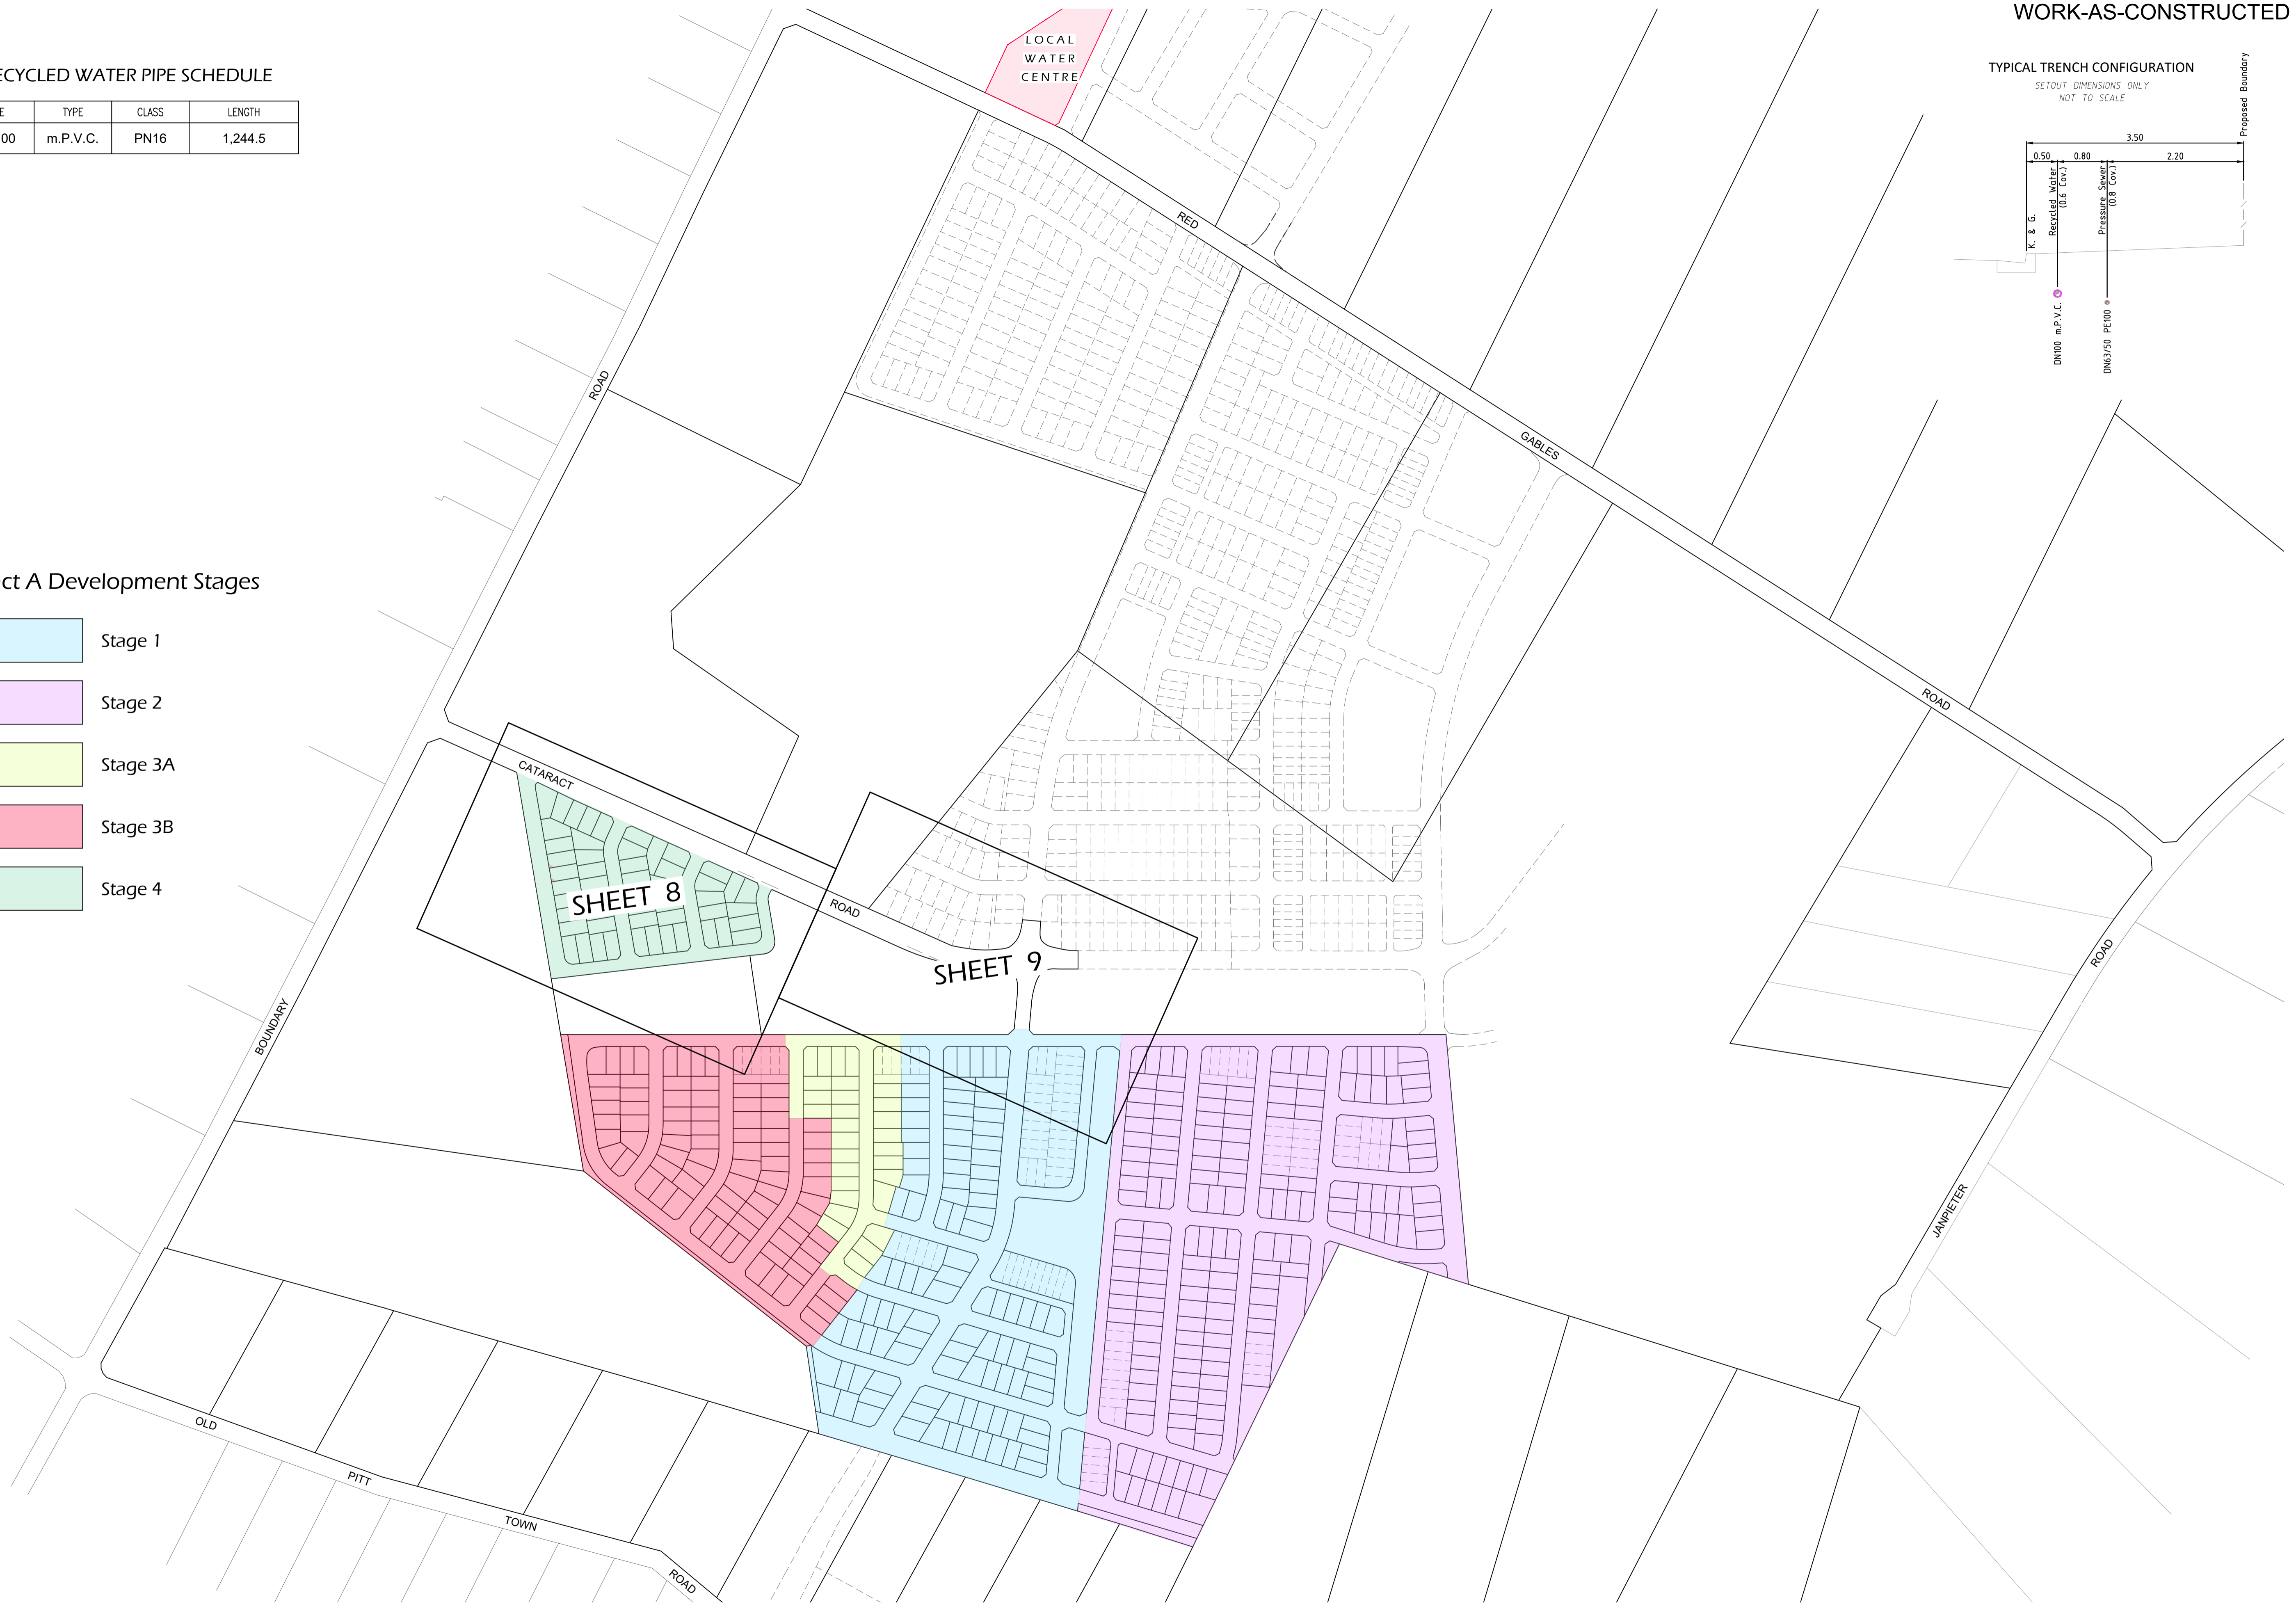 WORK-AS-CONSTRUCTED
ECYCLED WATER PIPE SCHEDULE
E TYPE CLASS LENGTH
00 m.P.V.C. PN16 1,244.5
LOCAL
WATER
CENTRE
TYPICAL TRENCH CONFIGURATION
SETOUT DIMENSIONS ONLY
NOT TO SCALE
Proposed Boundary
3.50
0.50 0.80 2.20
K. & G.
Recycled Water
(0.6 Cov.)
Pressure Sewer
(0.8 Cov.)
DN100 m.P.V.C.
DN63/50 PE100
RED
GABLES
ROAD
ROAD
ct A Development Stages
Stage 1
Stage 2
Stage 3A
Stage 3B
Stage 4
CATARACT
ROAD
SHEET 8
SHEET 9
BOUNDARY
ROAD
JANPIETER
OLD
PITT
TOWN
ROAD